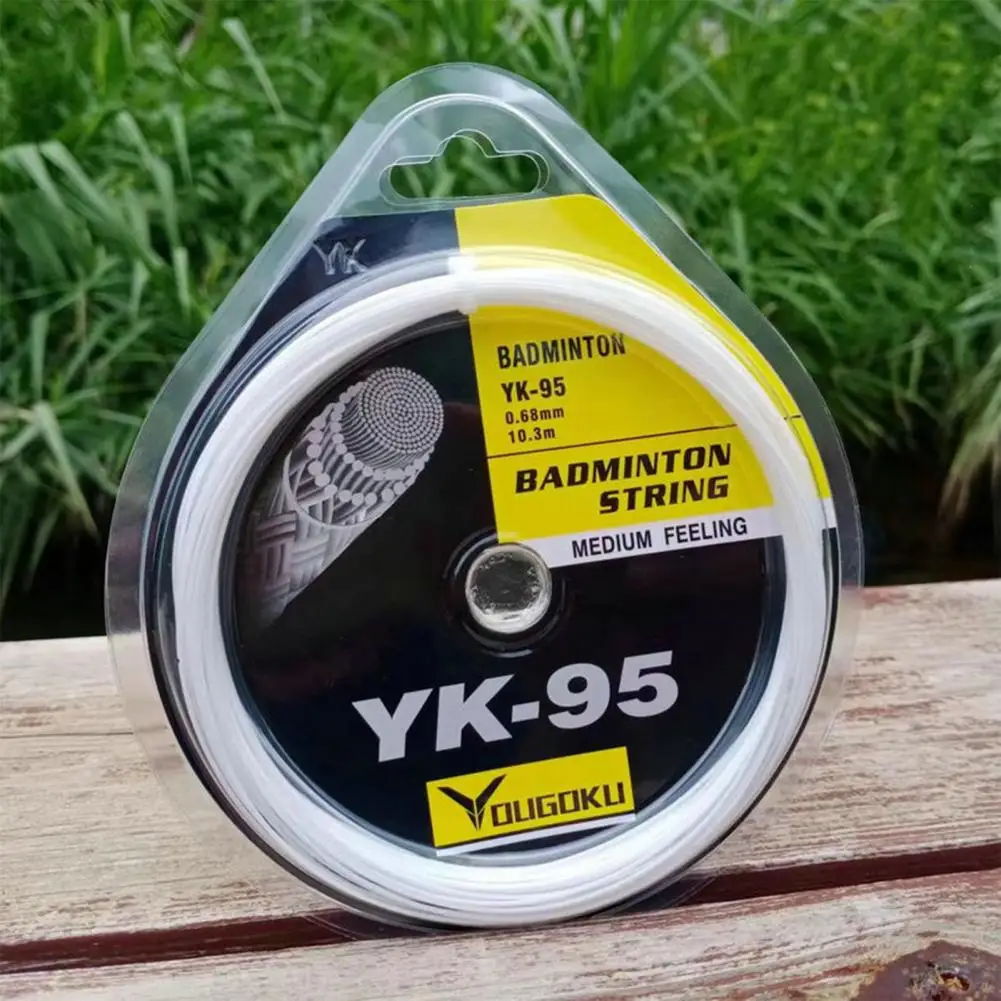 YK
BADMINTON
YK-95
0.68mm
10.3m
BADMINTON
STRING
MEDIUM FEELING
YK-95
YOUGOKU